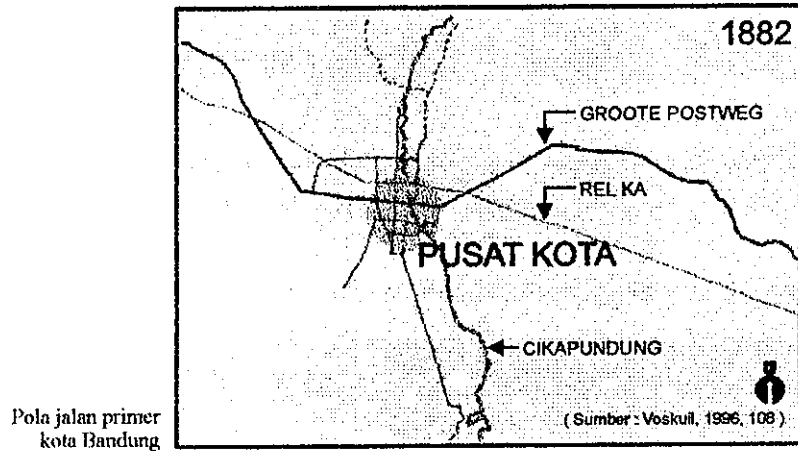 1882
GROOTE POSTWEG
REL KA
PUSAT KOTA
CIKAPUNDUNG
( Sumber : Voskuil, 1996, 108 )
Pola jalan primer
kota Bandung